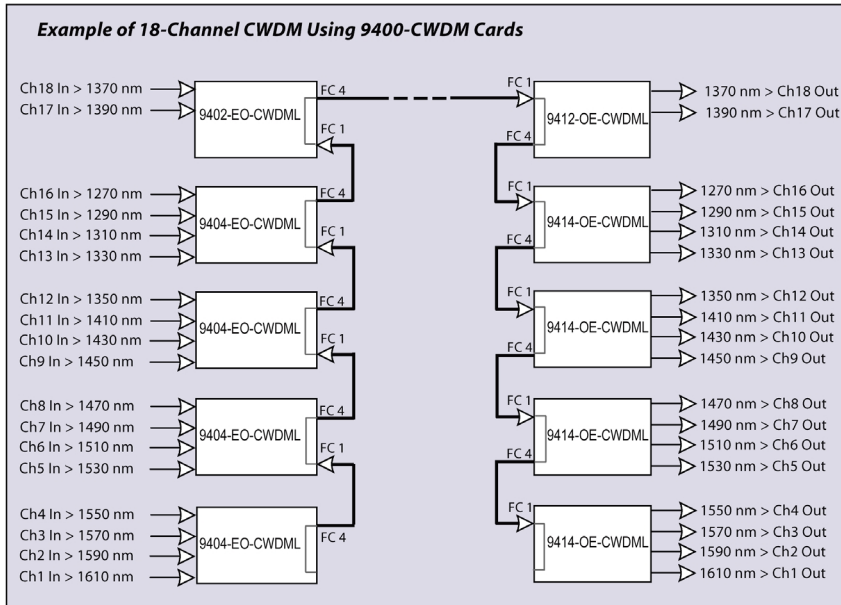 Example of 18-Channel CWDM Using 9400-CWDM Cards
Ch18 In > 1370 nm
Ch17 In > 1390 nm
9402-EO-CWDML
FC 4
FC 1
FC 1
FC 4
9412-OE-CWDML
1370 nm > Ch18 Out
1390 nm > Ch17 Out
Ch16 In > 1270 nm
Ch15 In > 1290 nm
Ch14 In > 1310 nm
Ch13 In > 1330 nm
9404-EO-CWDML
FC 4
FC 1
FC 1
FC 4
9414-OE-CWDML
1270 nm > Ch16 Out
1290 nm > Ch15 Out
1310 nm > Ch14 Out
1330 nm > Ch13 Out
Ch12 In > 1350 nm
Ch11 In > 1410 nm
Ch10 In > 1430 nm
Ch9 In > 1450 nm
9404-EO-CWDML
FC 4
FC 1
FC 1
FC 4
9414-OE-CWDML
1350 nm > Ch12 Out
1410 nm > Ch11 Out
1430 nm > Ch10 Out
1450 nm > Ch9 Out
Ch8 In > 1470 nm
Ch7 In > 1490 nm
Ch6 In > 1510 nm
Ch5 In > 1530 nm
9404-EO-CWDML
FC 4
FC 1
FC 1
FC 4
9414-OE-CWDML
1470 nm > Ch8 Out
1490 nm > Ch7 Out
1510 nm > Ch6 Out
1530 nm > Ch5 Out
Ch4 In > 1550 nm
Ch3 In > 1570 nm
Ch2 In > 1590 nm
Ch1 In > 1610 nm
9404-EO-CWDML
FC 4
FC 1
9414-OE-CWDML
1550 nm > Ch4 Out
1570 nm > Ch3 Out
1590 nm > Ch2 Out
1610 nm > Ch1 Out